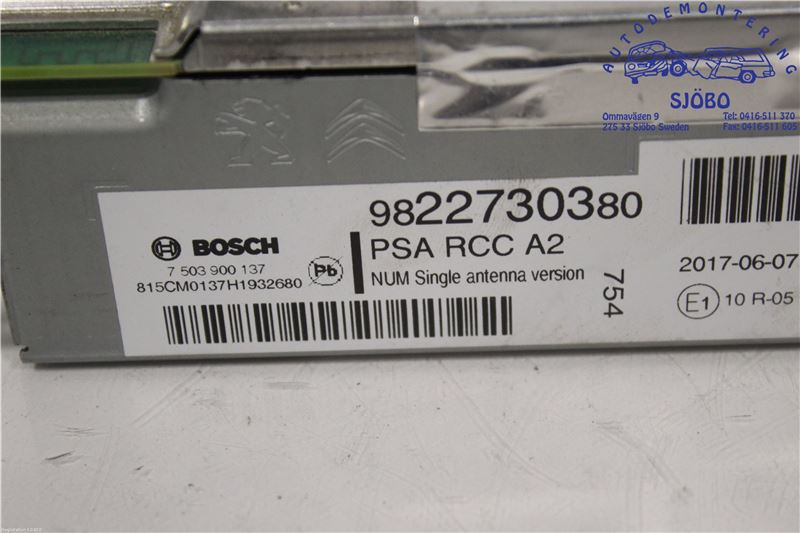 AUTODEMONTERING
SJÖBO
Ommavägen 9
275 33 Sjöbo Sweden
Tel: 0416-511 370
Fax: 0416-511 605
9822730380
BOSCH
PSA RCC A2
7 503 900 137
815CM0137H1932680
Pb
NUM Single antenna version
754
2017-06-07
E1
10 R-05